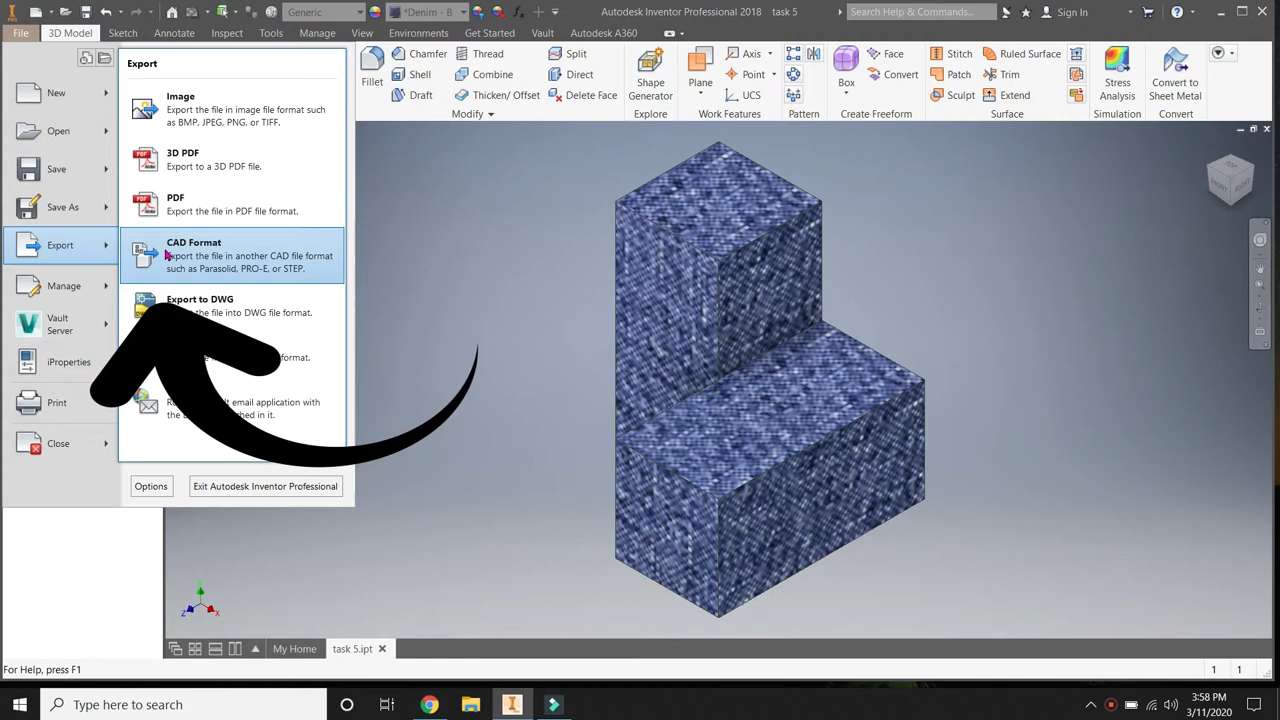 PRO
Generic
*Denim - B
Autodesk Inventor Professional 2018 task 5
Search Help & Commands...
Sign In
File 3D Model Sketch Annotate Inspect Tools Manage View Environments Get Started Vault Autodesk A360
Export
New
Open
Save
Save As
Export
Manage
Vault
Server
iProperties
Print
Close
Image
Export the file in image file format such
as BMP, JPEG, PNG, or TIFF.
3D PDF
Export to a 3D PDF file.
PDF
Export the file in PDF file format.
CAD Format
Export the file in another CAD file format
such as Parasolid, PRO-E, or STEP.
Export to DWG
the file into DWG file format.
format.
email application with
the
in it.
Options
Exit Autodesk Inventor Professional
Fillet
Chamfer Thread Split
Shell Combine Direct
Draft Thicken/ Offset Delete Face
Modify
Shape
Generator
Explore
Plane
Axis
Point
UCS
Work Features
Pattern
Box
Face
Convert
Create Freeform
Stitch Ruled Surface
Patch Trim
Sculpt Extend
Surface
Stress
Analysis
Simulation
Convert to
Sheet Metal
Convert
TOP
FRONT RIGHT
Y
Z X
My Home task 5.ipt
For Help, press F1
1 1
Type here to search
3:58 PM
3/11/2020